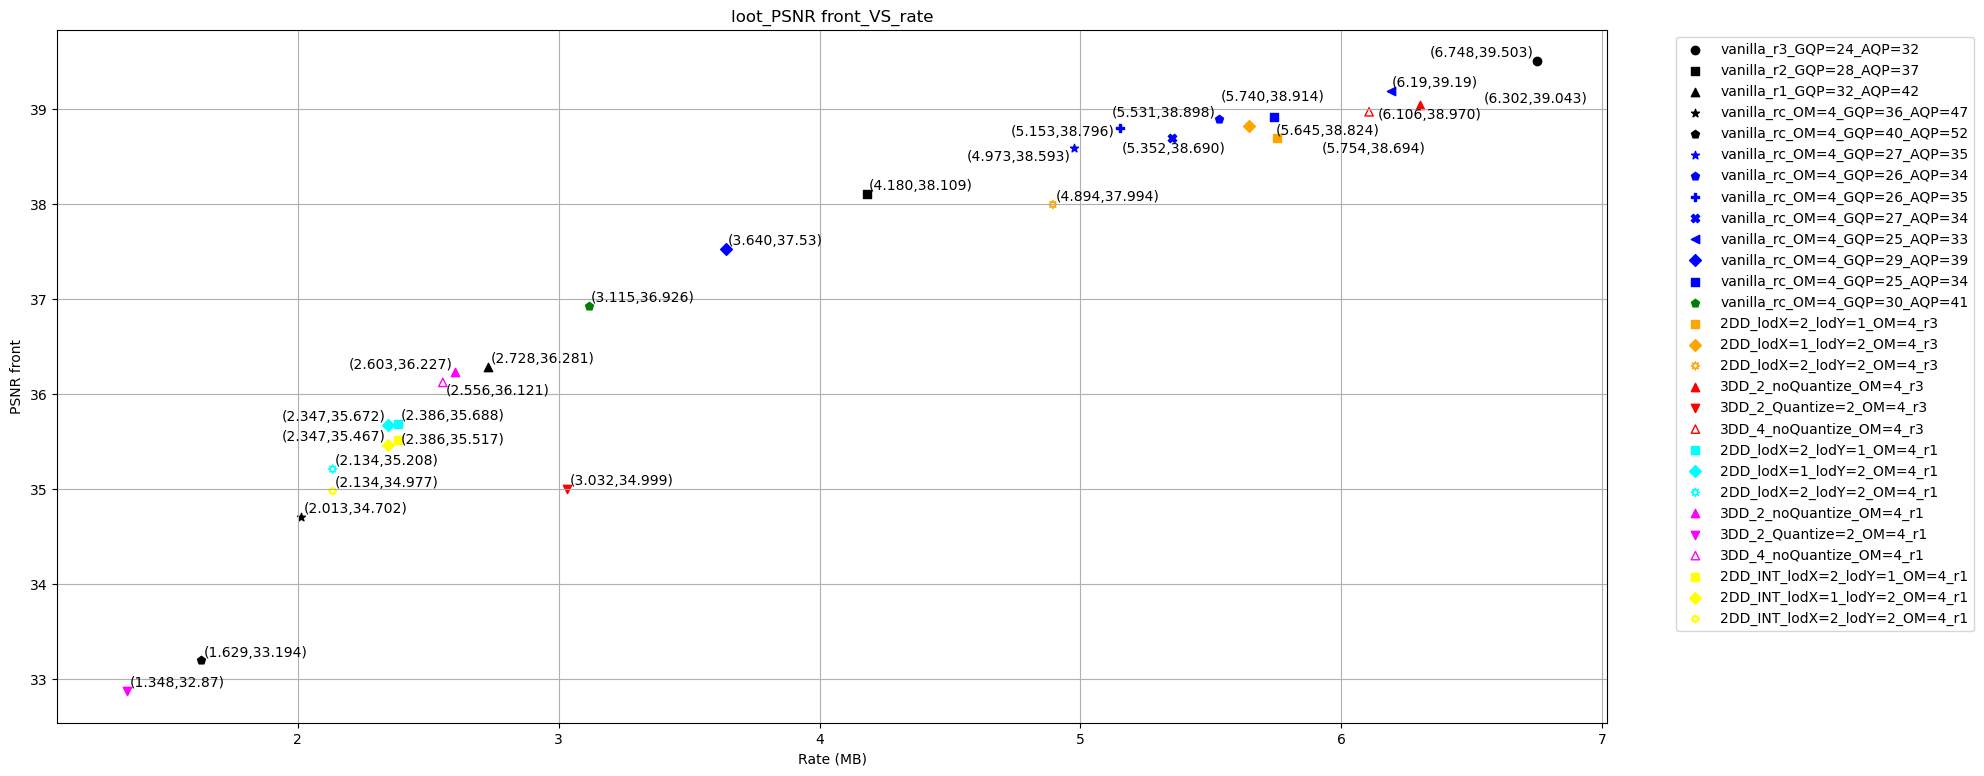 loot_PSNR front_VS_rate
PSNR front
39
38
37
36
35
34
33
(6.748,39.503)
(6.19,39.19)
(5.740,38.914)
(6.302,39.043)
(5.531,38.898)
(6.106,38.970)
(5.153,38.796)
(5.645,38.824)
(4.973,38.593)
(5.352,38.690)
(5.754,38.694)
(4.180,38.109)
(4.894,37.994)
(3.640,37.53)
(3.115,36.926)
(2.603,36.227)
(2.728,36.281)
(2.556,36.121)
(2.347,35.672)
(2.386,35.688)
(2.347,35.467)
(2.386,35.517)
(2.134,35.208)
(2.134,34.977)
(3.032,34.999)
(2.013,34.702)
(1.629,33.194)
(1.348,32.87)
2
3
4
5
6
7
Rate (MB)
vanilla_r3_GQP=24_AQP=32
vanilla_r2_GQP=28_AQP=37
vanilla_r1_GQP=32_AQP=42
vanilla_rc_OM=4_GQP=36_AQP=47
vanilla_rc_OM=4_GQP=40_AQP=52
vanilla_rc_OM=4_GQP=27_AQP=35
vanilla_rc_OM=4_GQP=26_AQP=34
vanilla_rc_OM=4_GQP=26_AQP=35
vanilla_rc_OM=4_GQP=27_AQP=34
vanilla_rc_OM=4_GQP=25_AQP=33
vanilla_rc_OM=4_GQP=29_AQP=39
vanilla_rc_OM=4_GQP=25_AQP=34
vanilla_rc_OM=4_GQP=30_AQP=41
2DD_lodX=2_lodY=1_OM=4_r3
2DD_lodX=1_lodY=2_OM=4_r3
2DD_lodX=2_lodY=2_OM=4_r3
3DD_2_noQuantize_OM=4_r3
3DD_2_Quantize=2_OM=4_r3
3DD_4_noQuantize_OM=4_r3
2DD_lodX=2_lodY=1_OM=4_r1
2DD_lodX=1_lodY=2_OM=4_r1
2DD_lodX=2_lodY=2_OM=4_r1
3DD_2_noQuantize_OM=4_r1
3DD_2_Quantize=2_OM=4_r1
3DD_4_noQuantize_OM=4_r1
2DD_INT_lodX=2_lodY=1_OM=4_r1
2DD_INT_lodX=1_lodY=2_OM=4_r1
2DD_INT_lodX=2_lodY=2_OM=4_r1